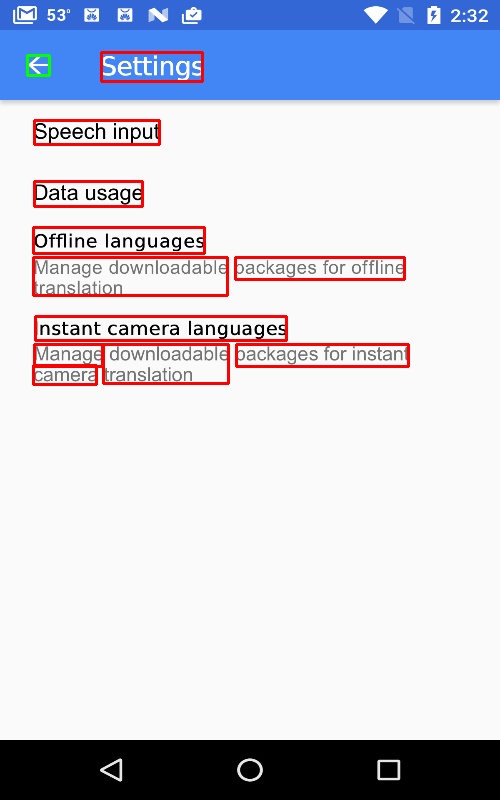 53°
2:32
Settings
Speech input
Data usage
Offline languages
Manage downloadable packages for offline
translation
Instant camera languages
Manage downloadable packages for instant
camera translation